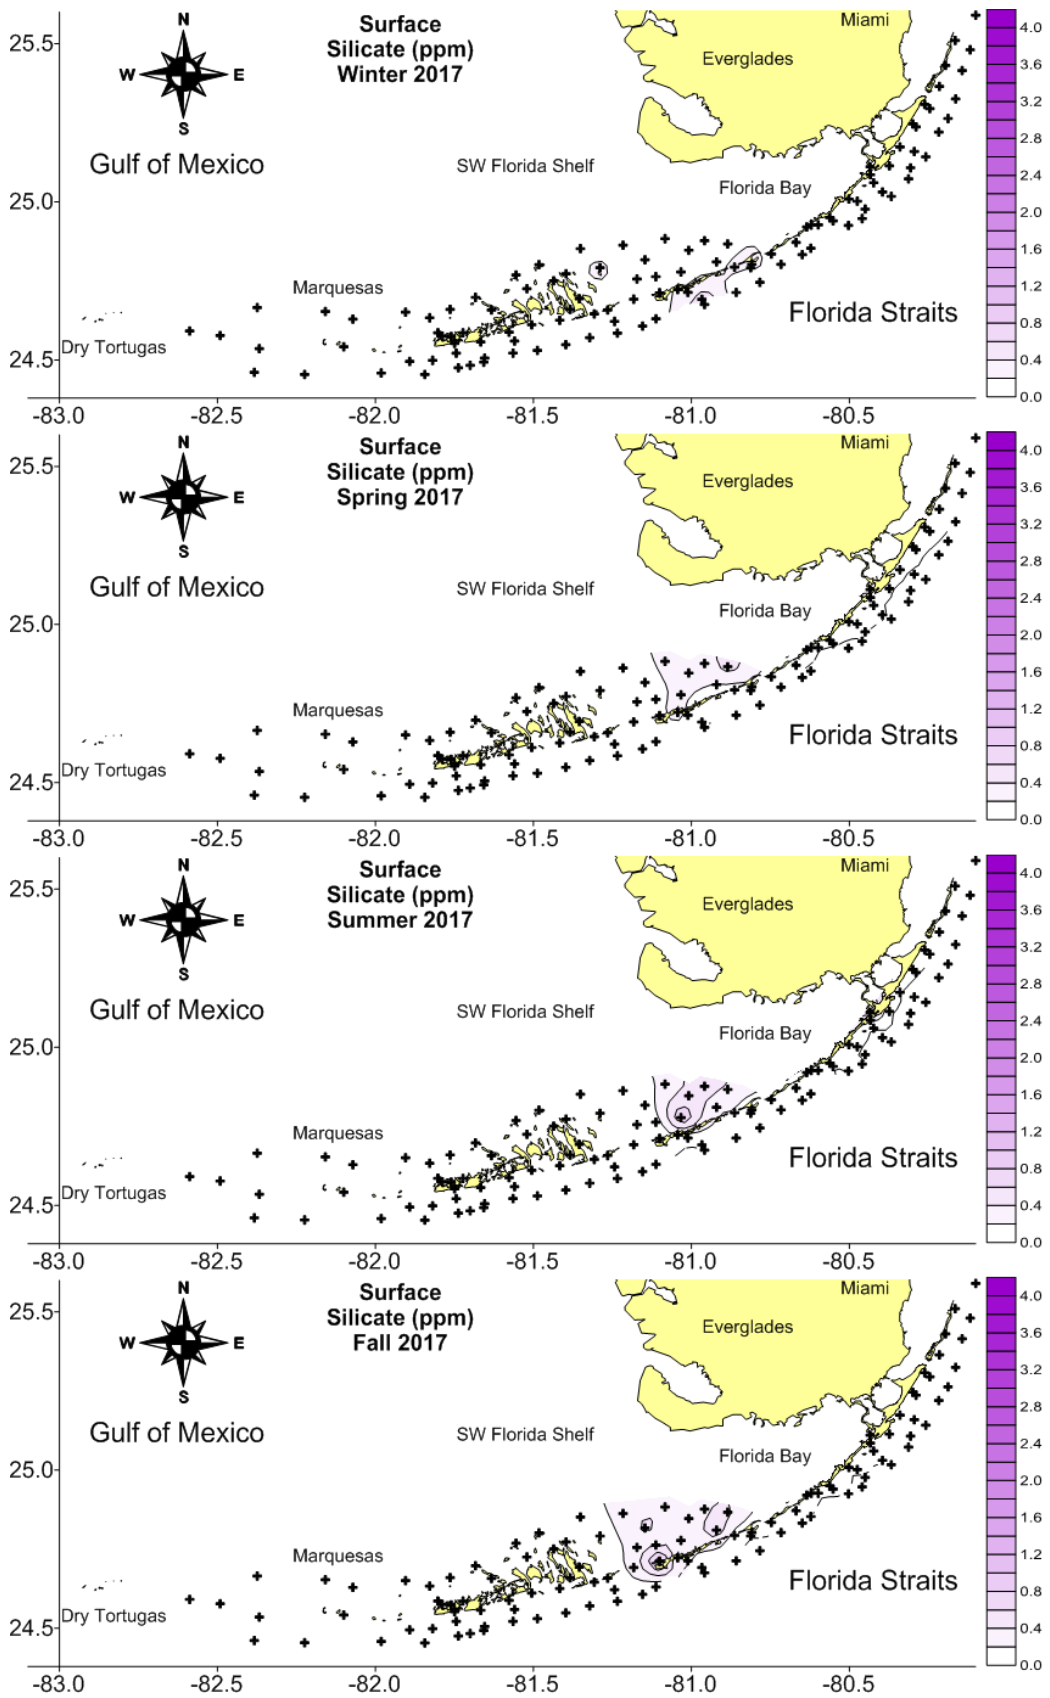 Surface
Silicate (ppm)
Winter 2017
N
W E
S
Miami
Everglades
Gulf of Mexico
SW Florida Shelf
Florida Bay
Marquesas
Dry Tortugas
Florida Straits
25.5
25.0
24.5
-83.0 -82.5 -82.0 -81.5 -81.0 -80.5
4.0
3.6
3.2
2.8
2.4
2.0
1.6
1.2
0.8
0.4
0.0
Surface
Silicate (ppm)
Spring 2017
N
W E
S
Miami
Everglades
Gulf of Mexico
SW Florida Shelf
Florida Bay
Marquesas
Dry Tortugas
Florida Straits
25.5
25.0
24.5
-83.0 -82.5 -82.0 -81.5 -81.0 -80.5
4.0
3.6
3.2
2.8
2.4
2.0
1.6
1.2
0.8
0.4
0.0
Surface
Silicate (ppm)
Summer 2017
N
W E
S
Miami
Everglades
Gulf of Mexico
SW Florida Shelf
Florida Bay
Marquesas
Dry Tortugas
Florida Straits
25.5
25.0
24.5
-83.0 -82.5 -82.0 -81.5 -81.0 -80.5
4.0
3.6
3.2
2.8
2.4
2.0
1.6
1.2
0.8
0.4
0.0
Surface
Silicate (ppm)
Fall 2017
N
W E
S
Miami
Everglades
Gulf of Mexico
SW Florida Shelf
Florida Bay
Marquesas
Dry Tortugas
Florida Straits
25.5
25.0
24.5
-83.0 -82.5 -82.0 -81.5 -81.0 -80.5
4.0
3.6
3.2
2.8
2.4
2.0
1.6
1.2
0.8
0.4
0.0